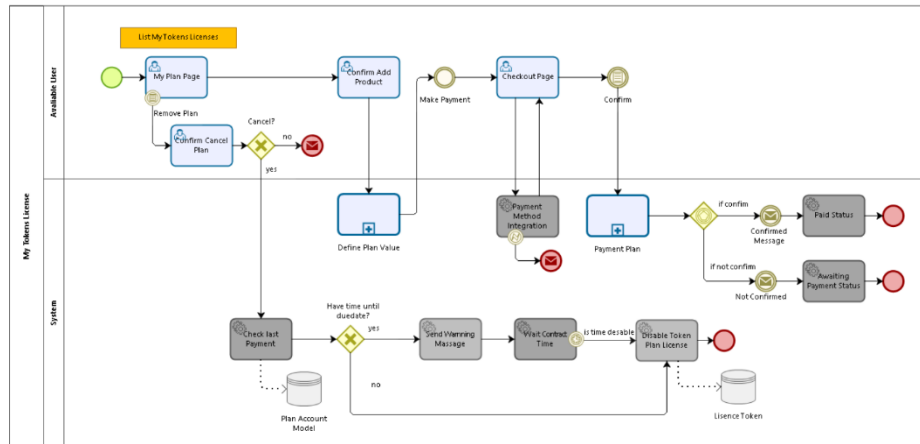 My Tokens License
Avaliable User
System
List My Tokens Licenses
My Plan Page
Remove Plan
Confirm Cancel
Plan
Cancel?
no
yes
Confirm Add
Product
Make Payment
Checkout Page
Confirm
Define Plan Value
Payment
Method
Integration
Payment Plan
if confim
Confirmed
Message
Paid Status
if not confirm
Not Confirmed
Awaiting
Payment Status
Check last
Payment
Plan Account
Model
Have time until
duedate?
yes
no
Send Warnning
Massage
Wait Contract
Time
is time desable
Disable Token
Plan License
Lisence Token